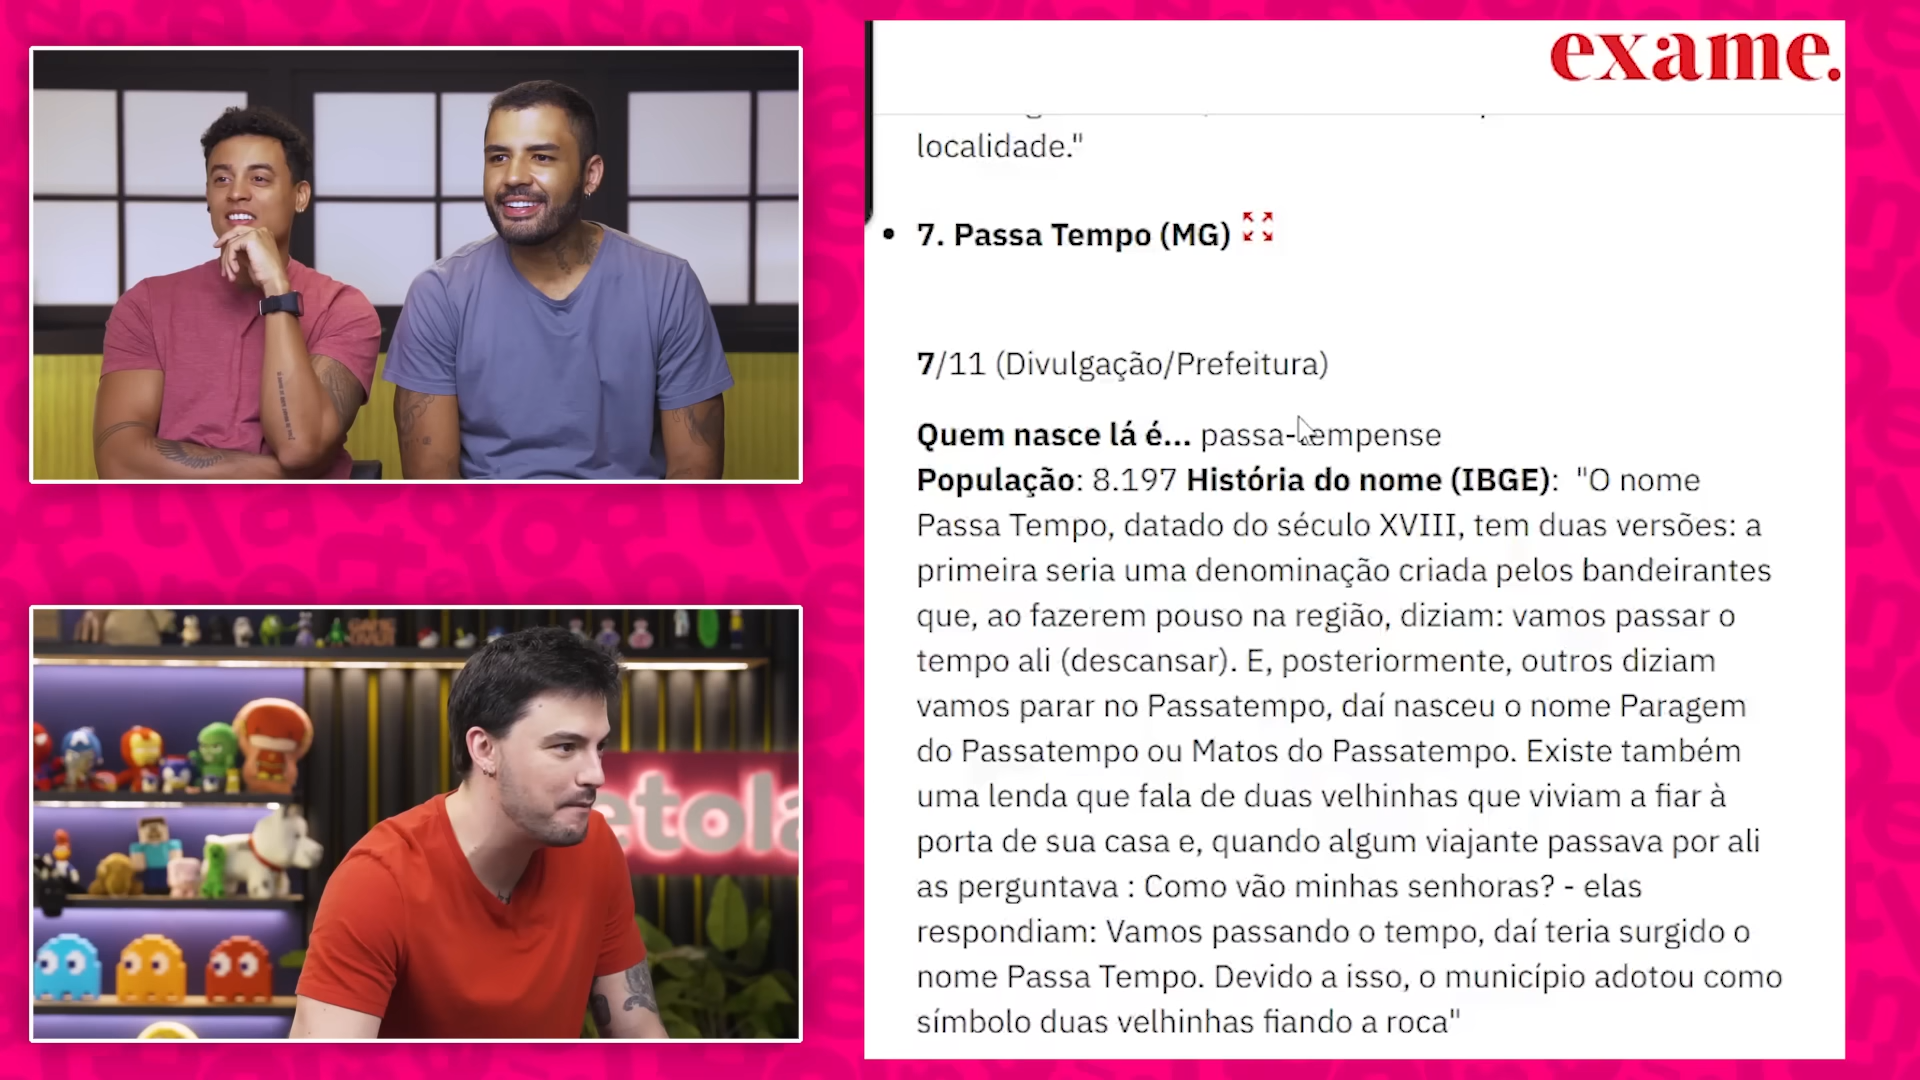 exame.
localidade."
7. Passa Tempo (MG)
7/11 (Divulgação/Prefeitura)
Quem nasce lá é... passa-tempense
População: 8.197 História do nome (IBGE): "O nome
Passa Tempo, datado do século XVIII, tem duas versões: a
primeira seria uma denominação criada pelos bandeirantes
que, ao fazerem pouso na região, diziam: vamos passar o
tempo ali (descansar). E, posteriormente, outros diziam
vamos parar no Passatempo, daí nasceu o nome Paragem
do Passatempo ou Matos do Passatempo. Existe também
uma lenda que fala de duas velhinhas que viviam a fiar à
porta de sua casa e, quando algum viajante passava por ali
as perguntava : Como vão minhas senhoras? - elas
respondiam: Vamos passando o tempo, daí teria surgido o
nome Passa Tempo. Devido a isso, o município adotou como
símbolo duas velhinhas fiando a roca"
etola